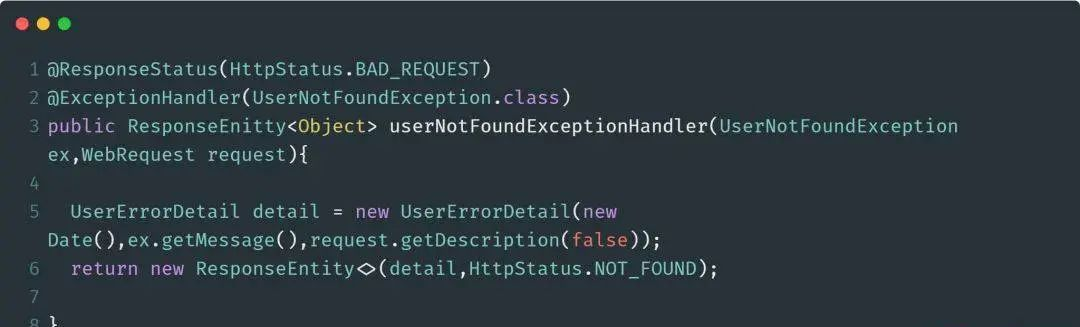 1 @ResponseStatus(HttpStatus.BAD_REQUEST)
2 @ExceptionHandler(UserNotFoundException.class)
3 public ResponseEnitty<Object> userNotFoundExceptionHandler(UserNotFoundException
ex,WebRequest request){
4
5 UserErrorDetail detail = new UserErrorDetail(new
Date(),ex.getMessage(),request.getDescription(false));
6 return new ResponseEntity<>(detail,HttpStatus.NOT_FOUND);
7
8 }